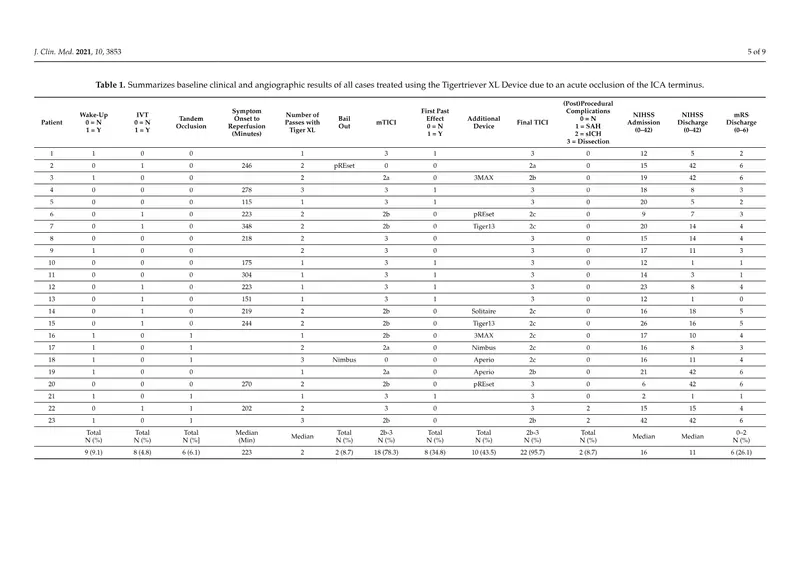 J. Clin. Med. 2021, 10, 3853 5 of 9
Table 1. Summarizes baseline clinical and angiographic results of all cases treated using the Tigertriever XL Device due to an acute occlusion of the ICA terminus.
Patient Wake-Up 0 = N 1 = Y IVT 0 = N 1 = Y Tandem Occlusion Symptom Onset to Reperfusion (Minutes) Number of Passes with Tiger XL Bail Out mTICI First Past Effect 0 = N 1 = Y Additional Device Final TICI (Post)Procedural Complications 0 = N 1 = SAH 2 = sICH 3 = Dissection NIHSS Admission (0–42) NIHSS Discharge (0–42) mRS Discharge (0–6)
1 1 0 0 1 3 1 3 0 12 5 2
2 0 1 0 246 2 pREset 0 0 2a 0 15 42 6
3 1 0 0 2 2a 0 3MAX 2b 0 19 42 6
4 0 0 0 278 3 3 1 3 0 18 8 3
5 0 0 0 115 1 3 1 3 0 20 5 2
6 0 1 0 223 2 2b 0 pREset 2c 0 9 7 3
7 0 1 0 348 2 2b 0 Tiger13 2c 0 20 14 4
8 0 0 0 218 2 3 0 3 0 15 14 4
9 1 0 0 2 3 0 3 0 17 11 3
10 0 0 0 175 1 3 1 3 0 12 1 1
11 0 0 0 304 1 3 1 3 0 14 3 1
12 0 1 0 223 1 3 1 3 0 23 8 4
13 0 1 0 151 1 3 1 3 0 12 1 0
14 0 1 0 219 2 2b 0 Solitaire 2c 0 16 18 5
15 0 1 0 244 2 2b 0 Tiger13 2c 0 26 16 5
16 1 0 1 1 2b 0 3MAX 2c 0 17 10 4
17 1 0 1 2 2a 0 Nimbus 2c 0 16 8 3
18 1 0 1 3 Nimbus 0 0 Aperio 2c 0 16 11 4
19 1 0 0 1 2a 0 Aperio 2b 0 21 42 6
20 0 0 0 270 2 2b 0 pREset 3 0 6 42 6
21 1 0 1 1 3 1 3 0 2 1 1
22 0 1 1 202 2 3 0 3 2 15 15 4
23 1 0 1 3 2b 0 2b 2 42 42 6
Total N (%) Total N (%) Total N (%] Median (Min) Median Total N (%) 2b-3 N (%) Total N (%) Total N (%) 2b-3 N (%) Total N (%) Median Median 0–2 N (%)
9 (9.1) 8 (4.8) 6 (6.1) 223 2 2 (8.7) 18 (78.3) 8 (34.8) 10 (43.5) 22 (95.7) 2 (8.7) 16 11 6 (26.1)